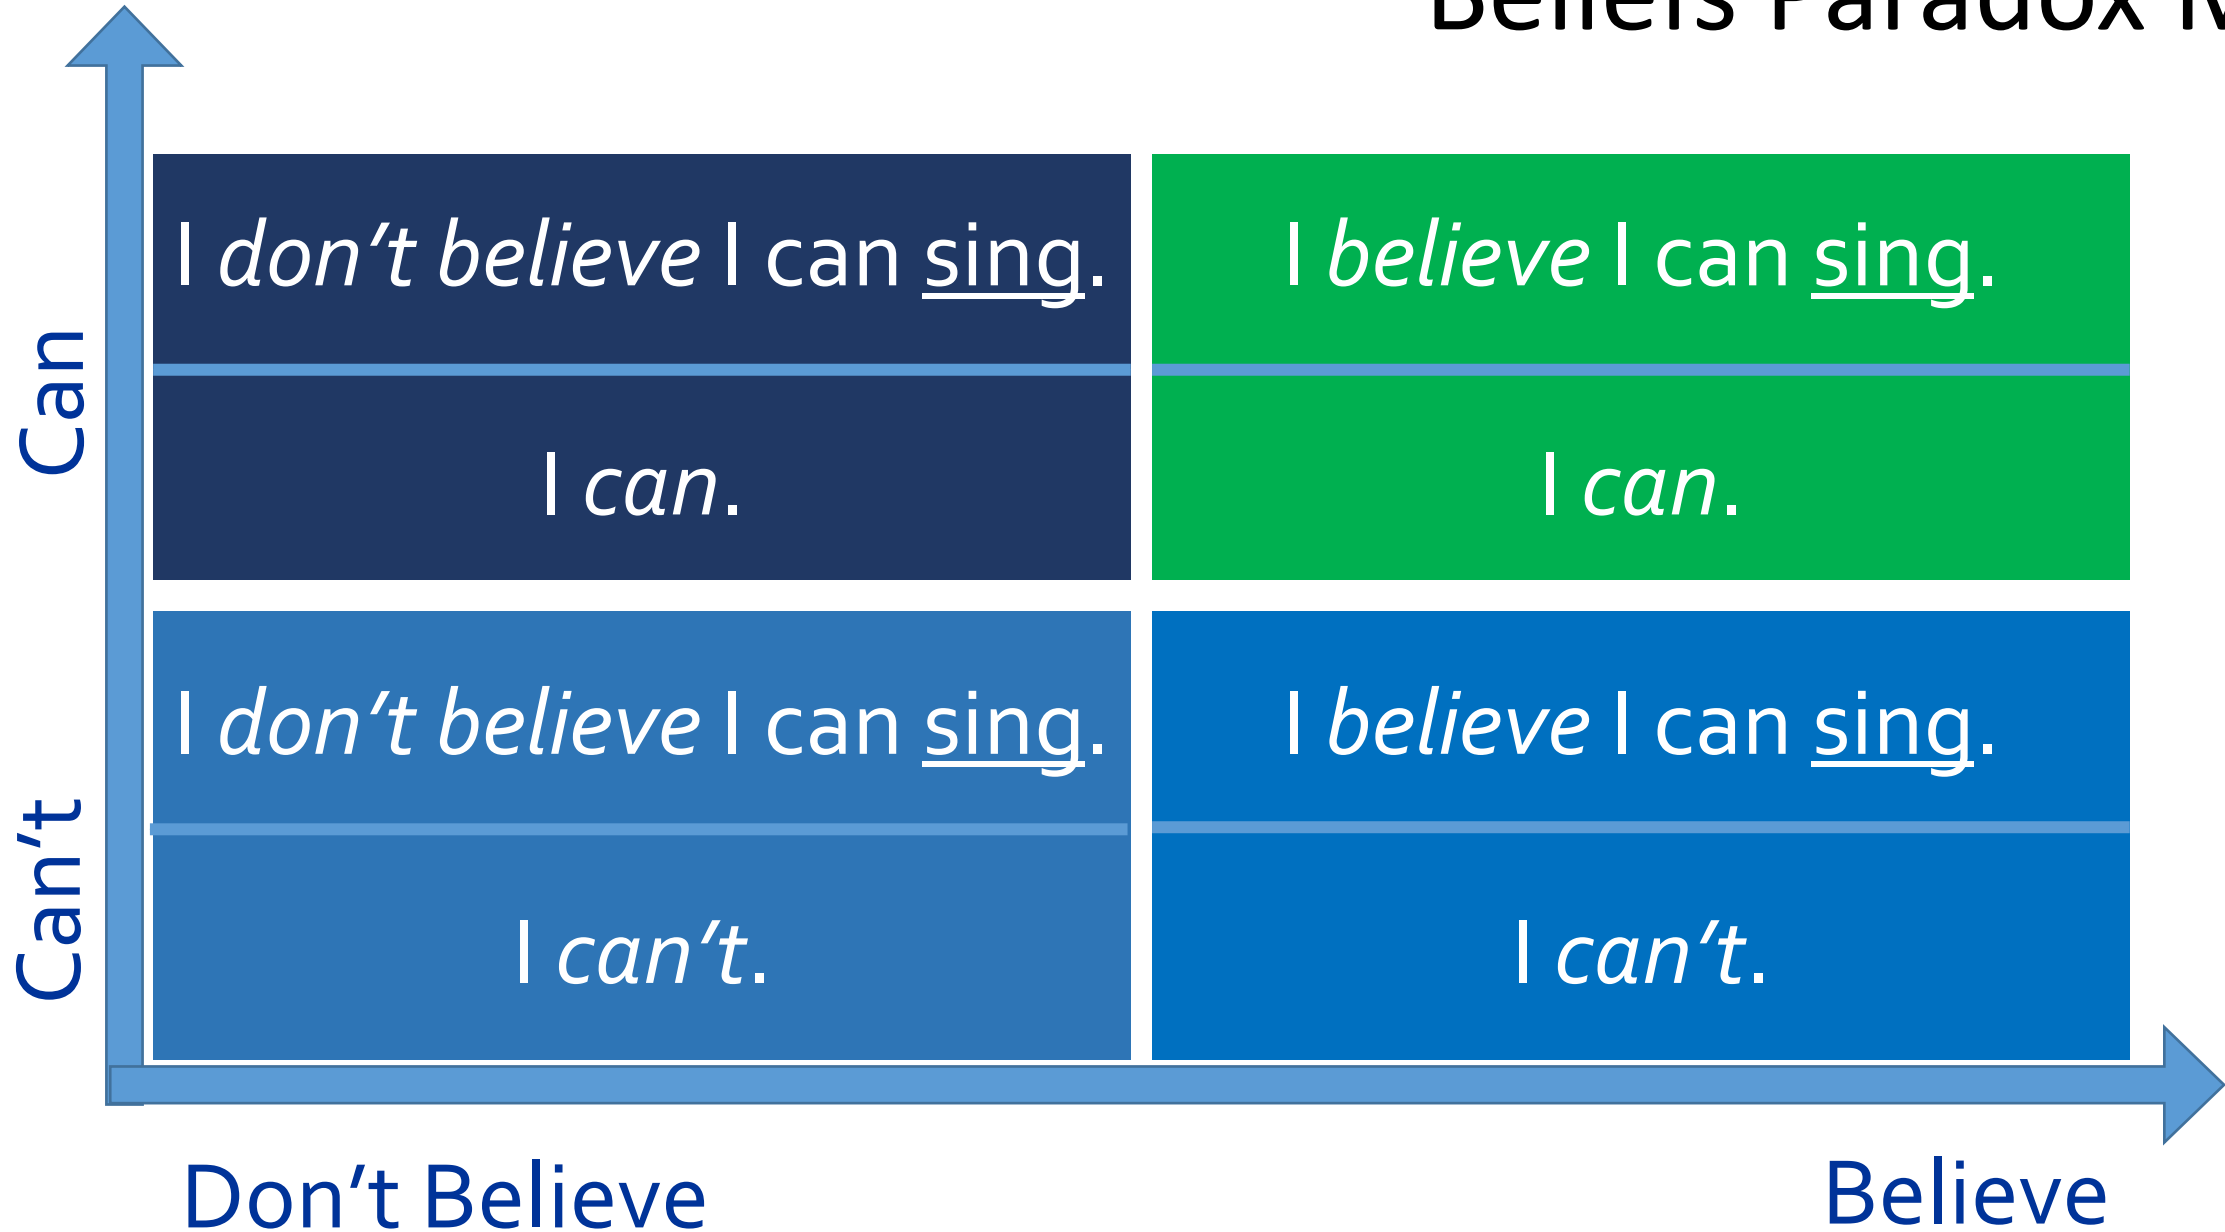 Beliefs Paradox
I don't believe I can sing.
I believe I can sing.
I can.
I can.
Can
I don't believe I can sing.
I believe I can sing.
I can't.
I can't.
Can't
Don't Believe
Believe